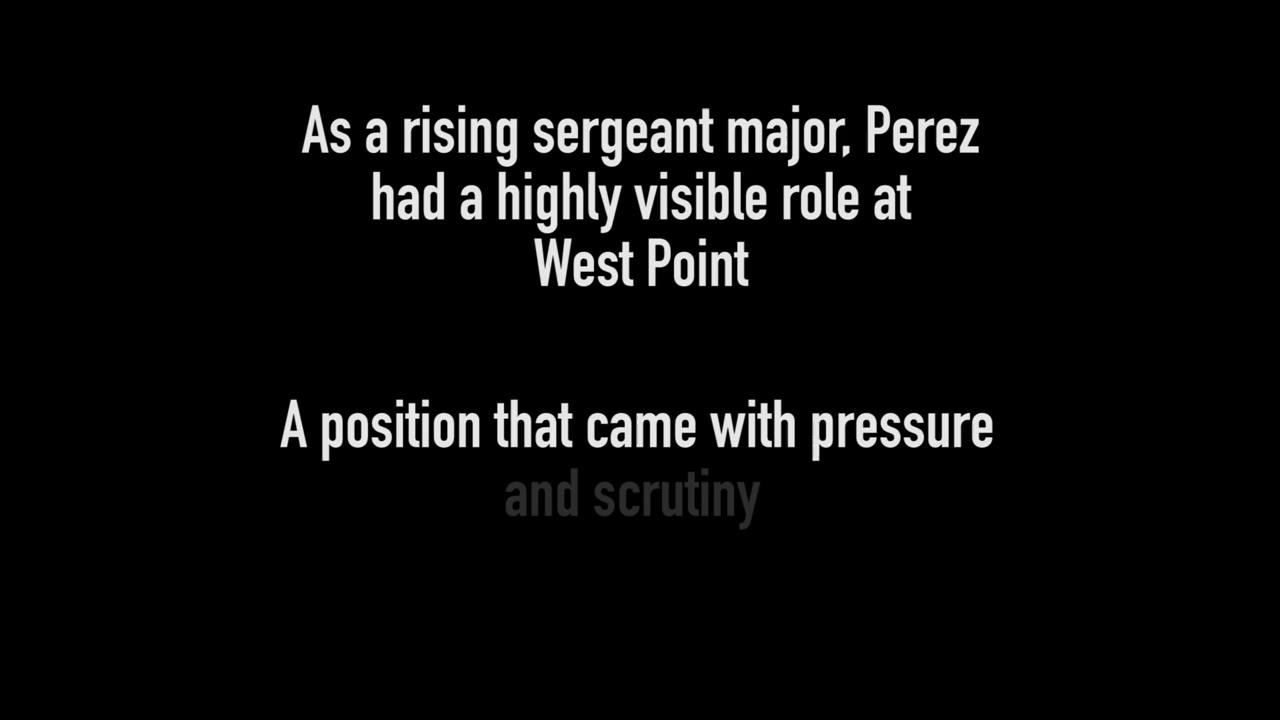 As a rising sergeant major, Perez
had a highly visible role at
West Point
A position that came with pressure
and scrutiny